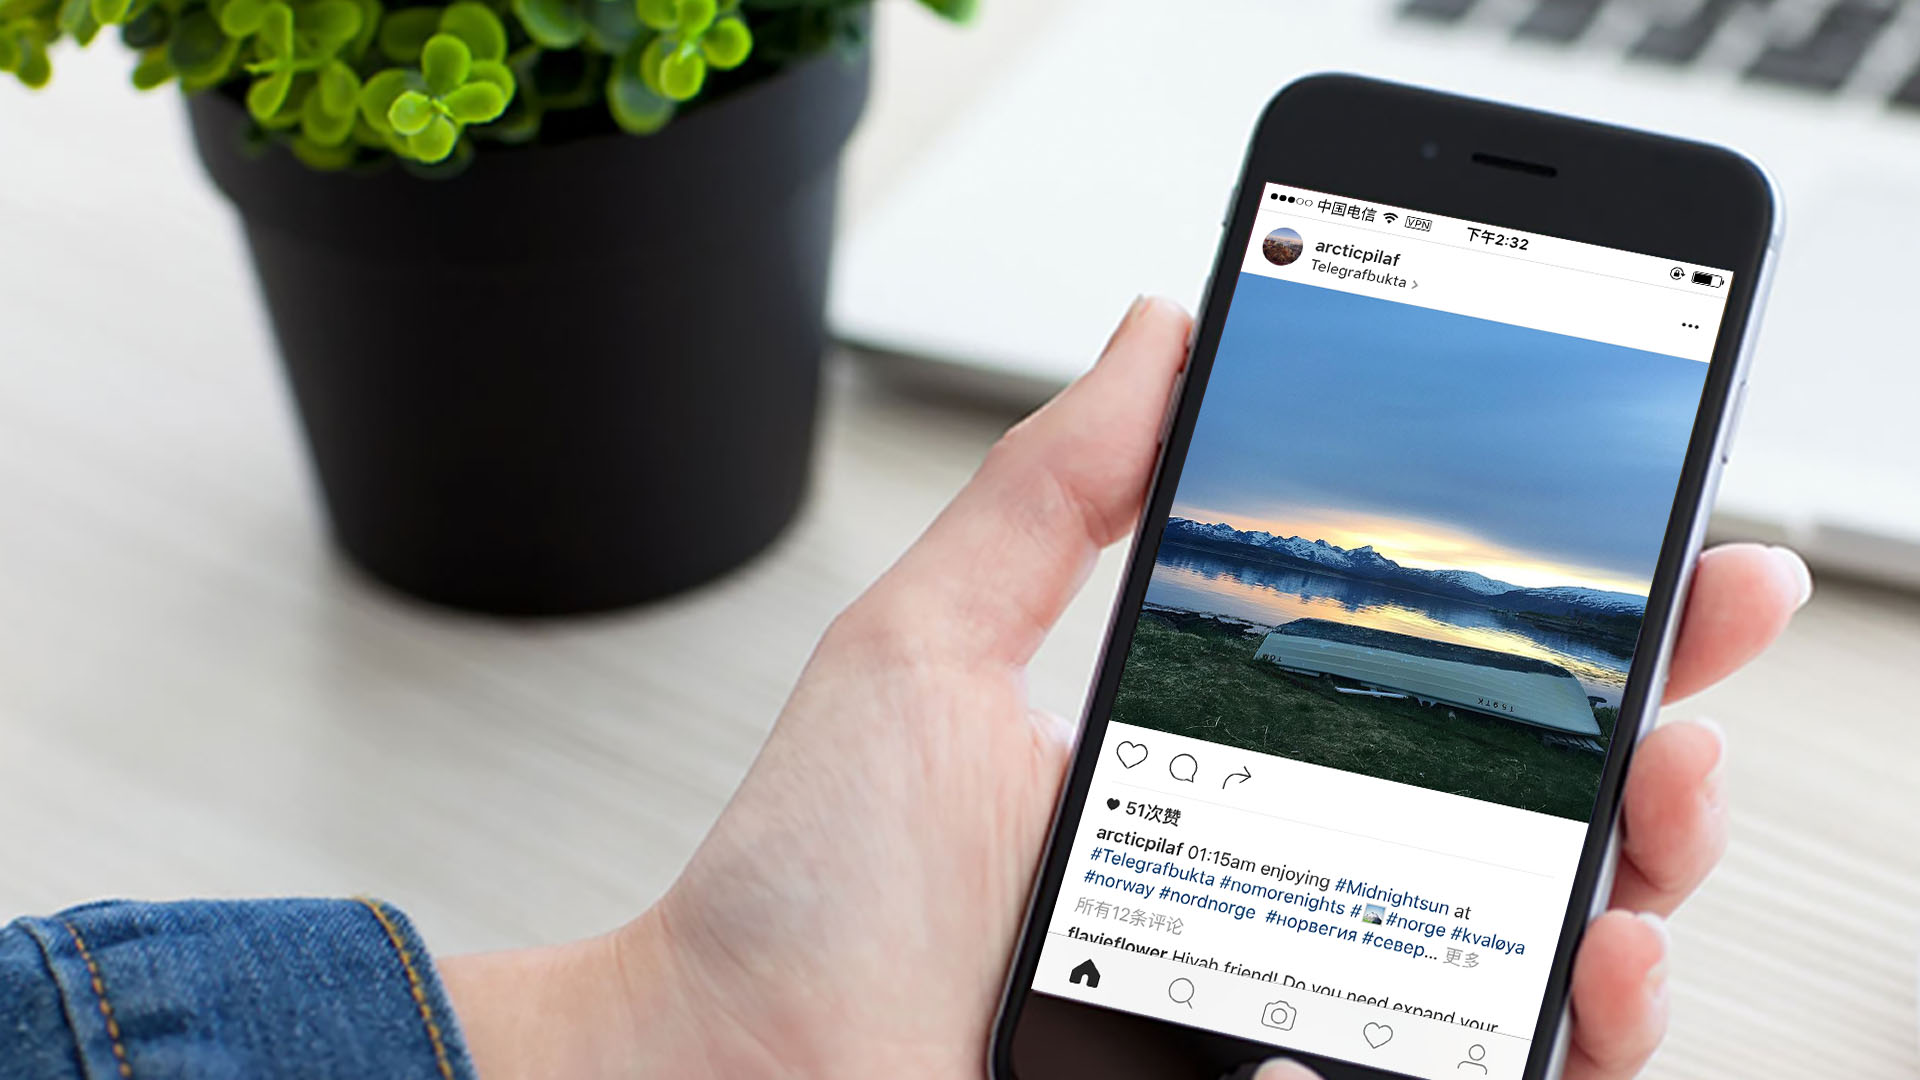 中国电信 VPN 下午2:32
arcticpilaf
Telegrafbukta >
51次赞
arcticpilaf 01:15am enjoying #Midnightsun at
#Telegrafbukta #nomorenights # #norge #kvaløya
#norway #nordnorge #норвегия #север... 更多
所有12条评论
flavieflower Hiyah friend! Do you need expand your